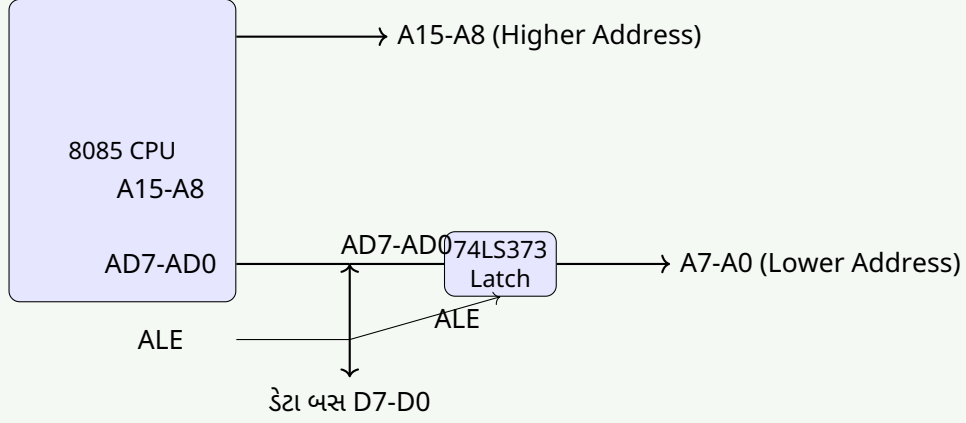 A15-A8 (Higher Address)
8085 CPU
A15-A8
AD7-AD0
AD7-AD0
74LS373
Latch
A7-A0 (Lower Address)
ALE
ALE
ડેટા બસ D7-D0